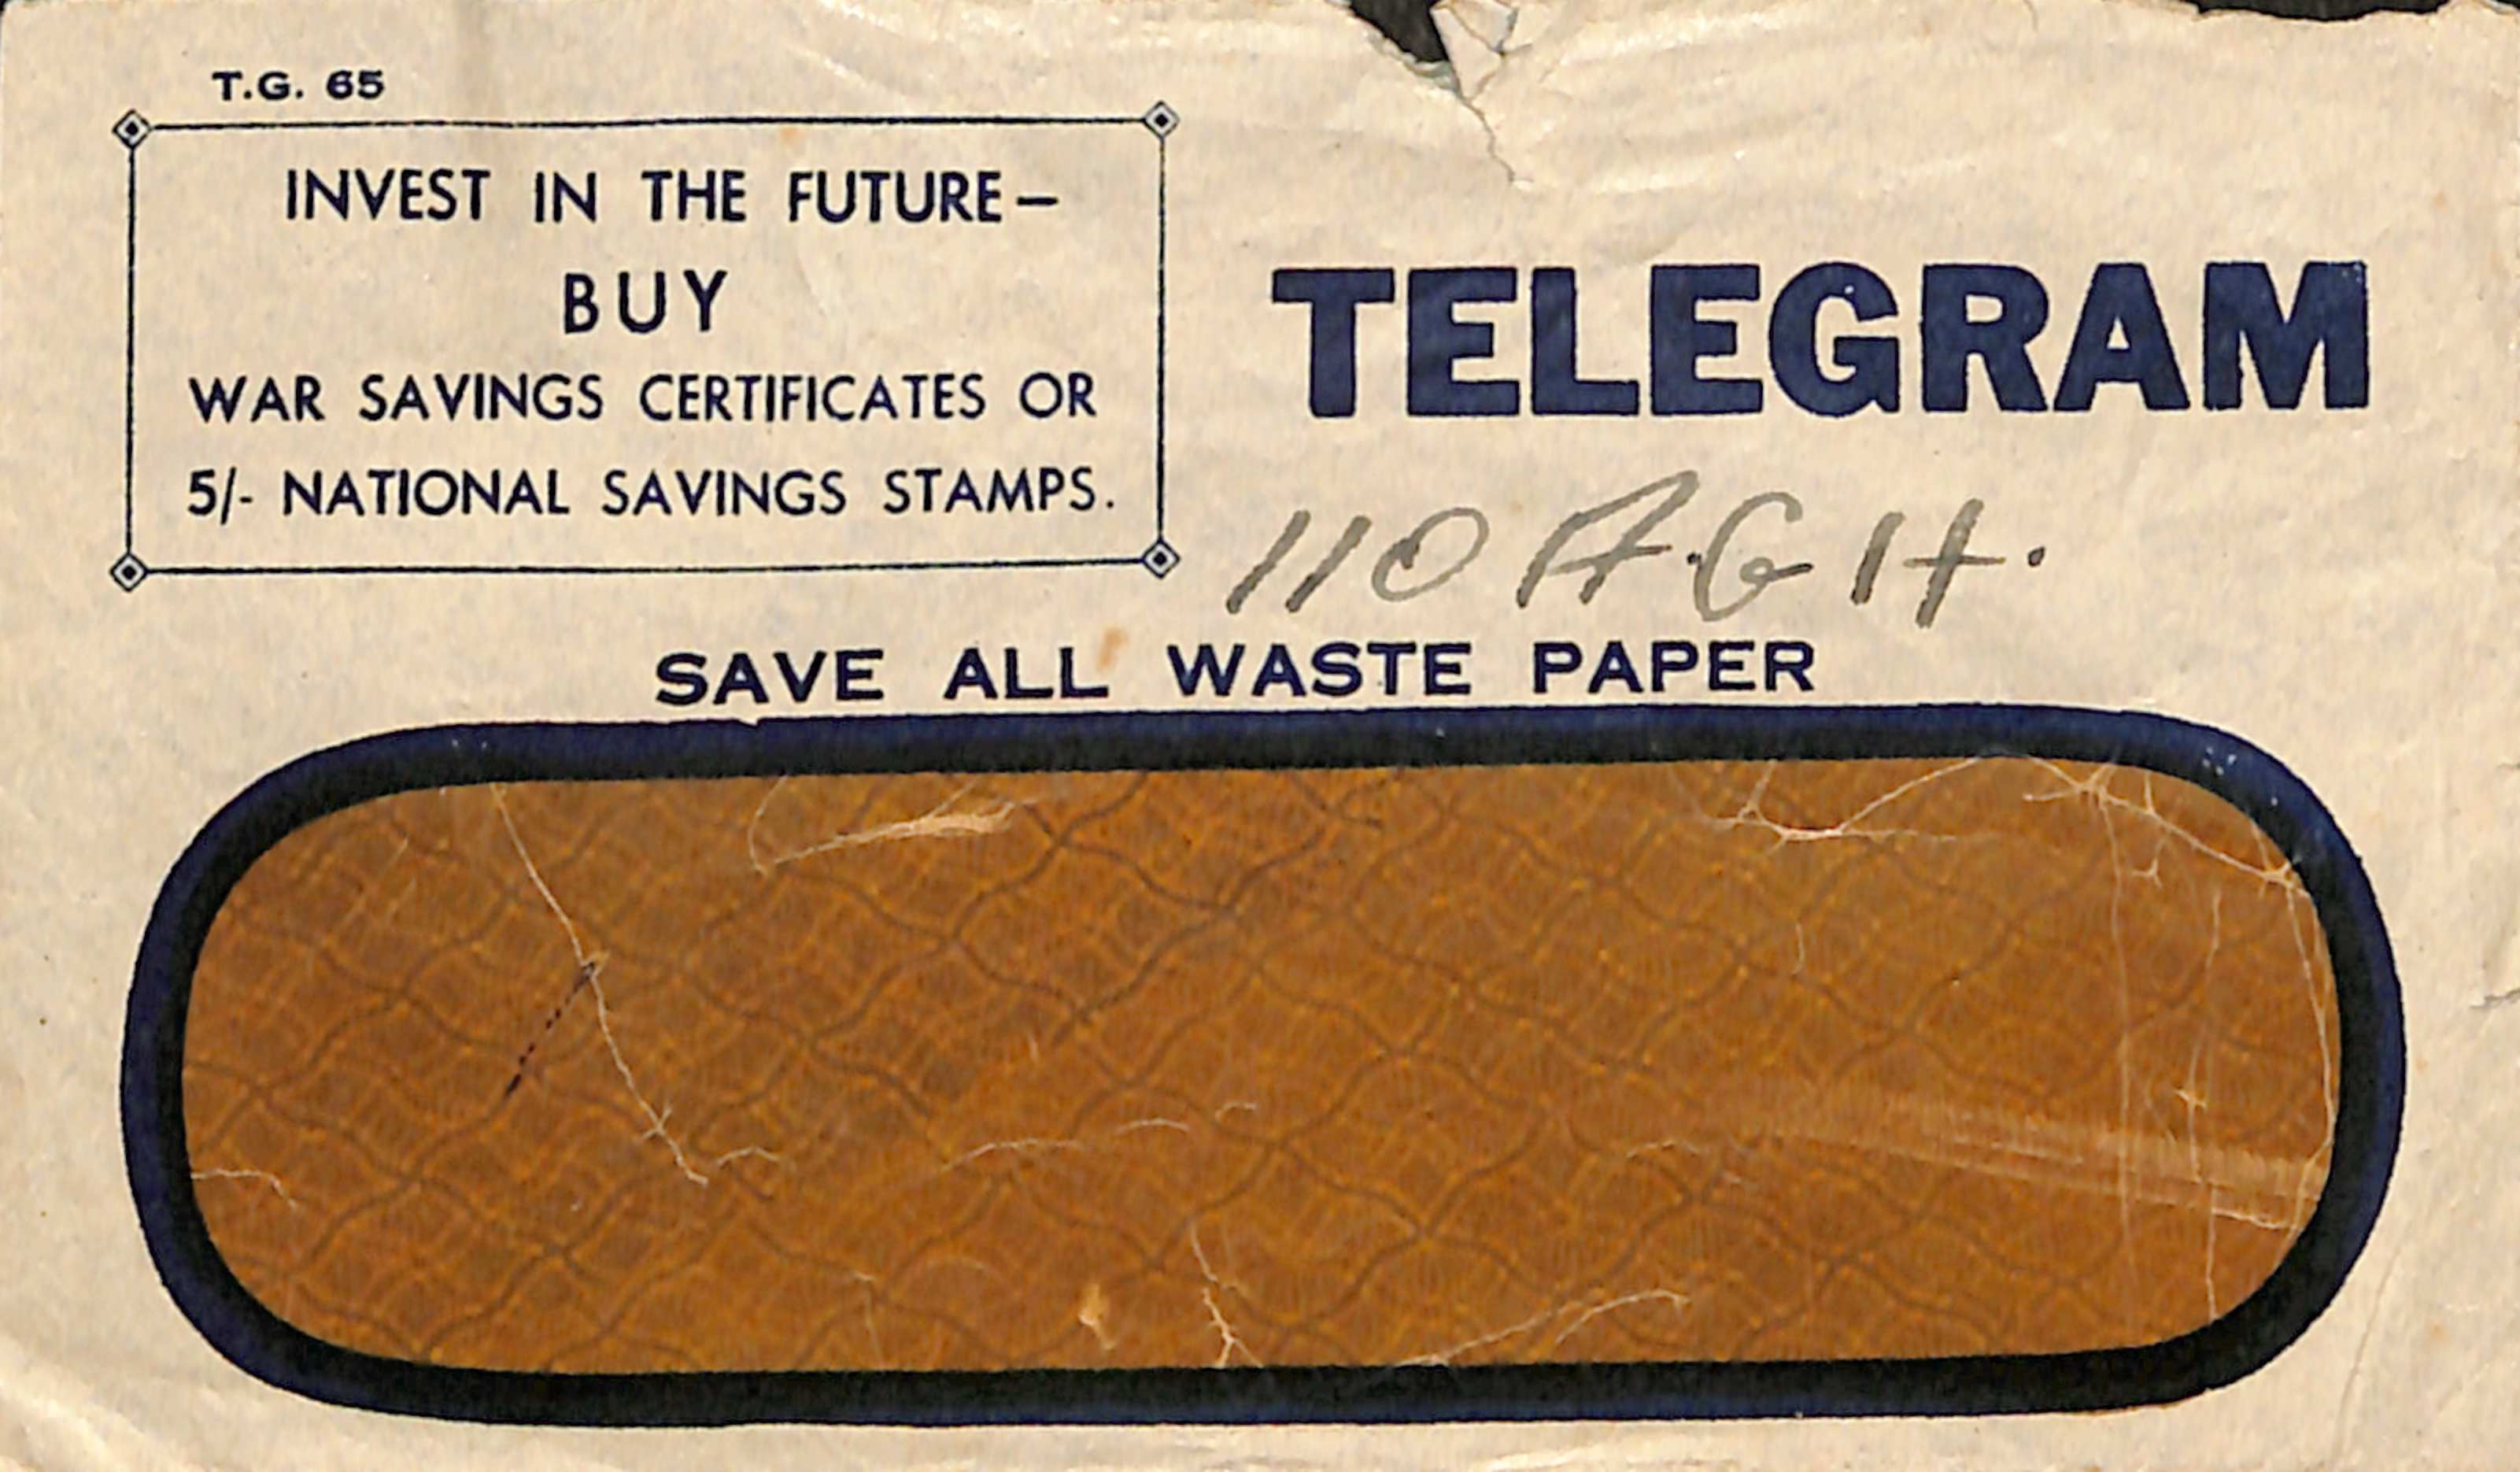 T.G. 65
INVEST IN THE FUTURE—
BUY
WAR SAVINGS CERTIFICATES OR
5/- NATIONAL SAVINGS STAMPS.
TELEGRAM
110 A.G H.
SAVE ALL WASTE PAPER